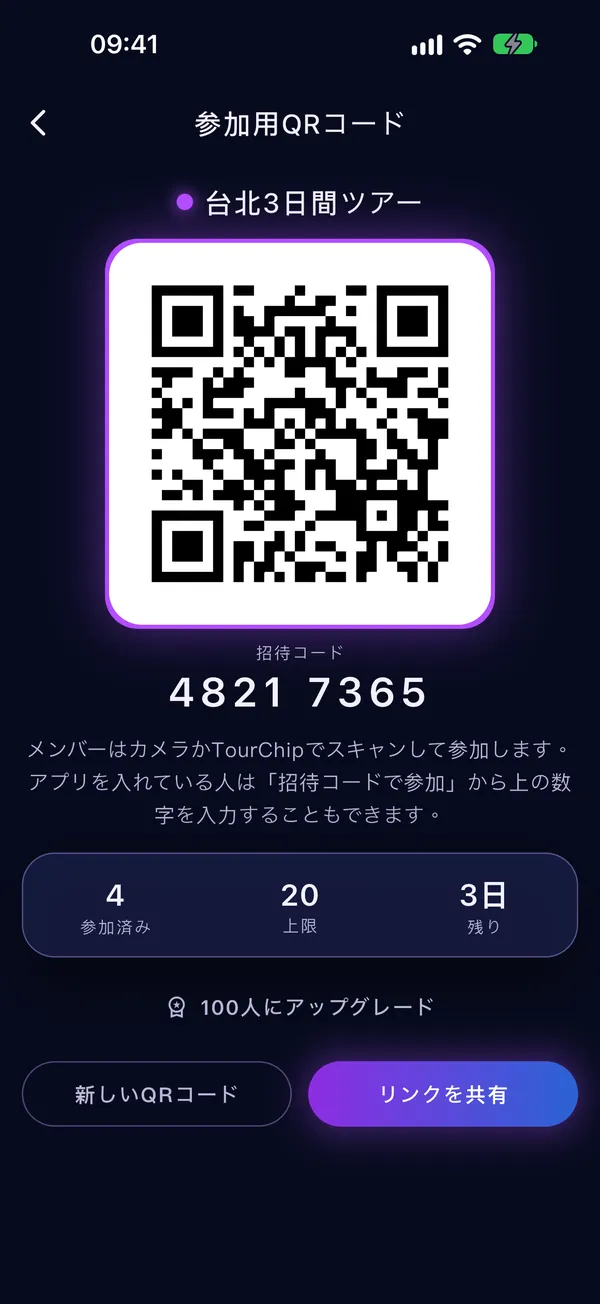 09:41
参加用QRコード
台北3日間ツアー
招待コード
4821 7365
メンバーはカメラかTourChipでスキャンして参加します。
アプリを入れている人は「招待コードで参加」から上の数
字を入力することもできます。
4 20 3日
参加済み 上限 残り
100人にアップグレード
新しいQRコード リンクを共有